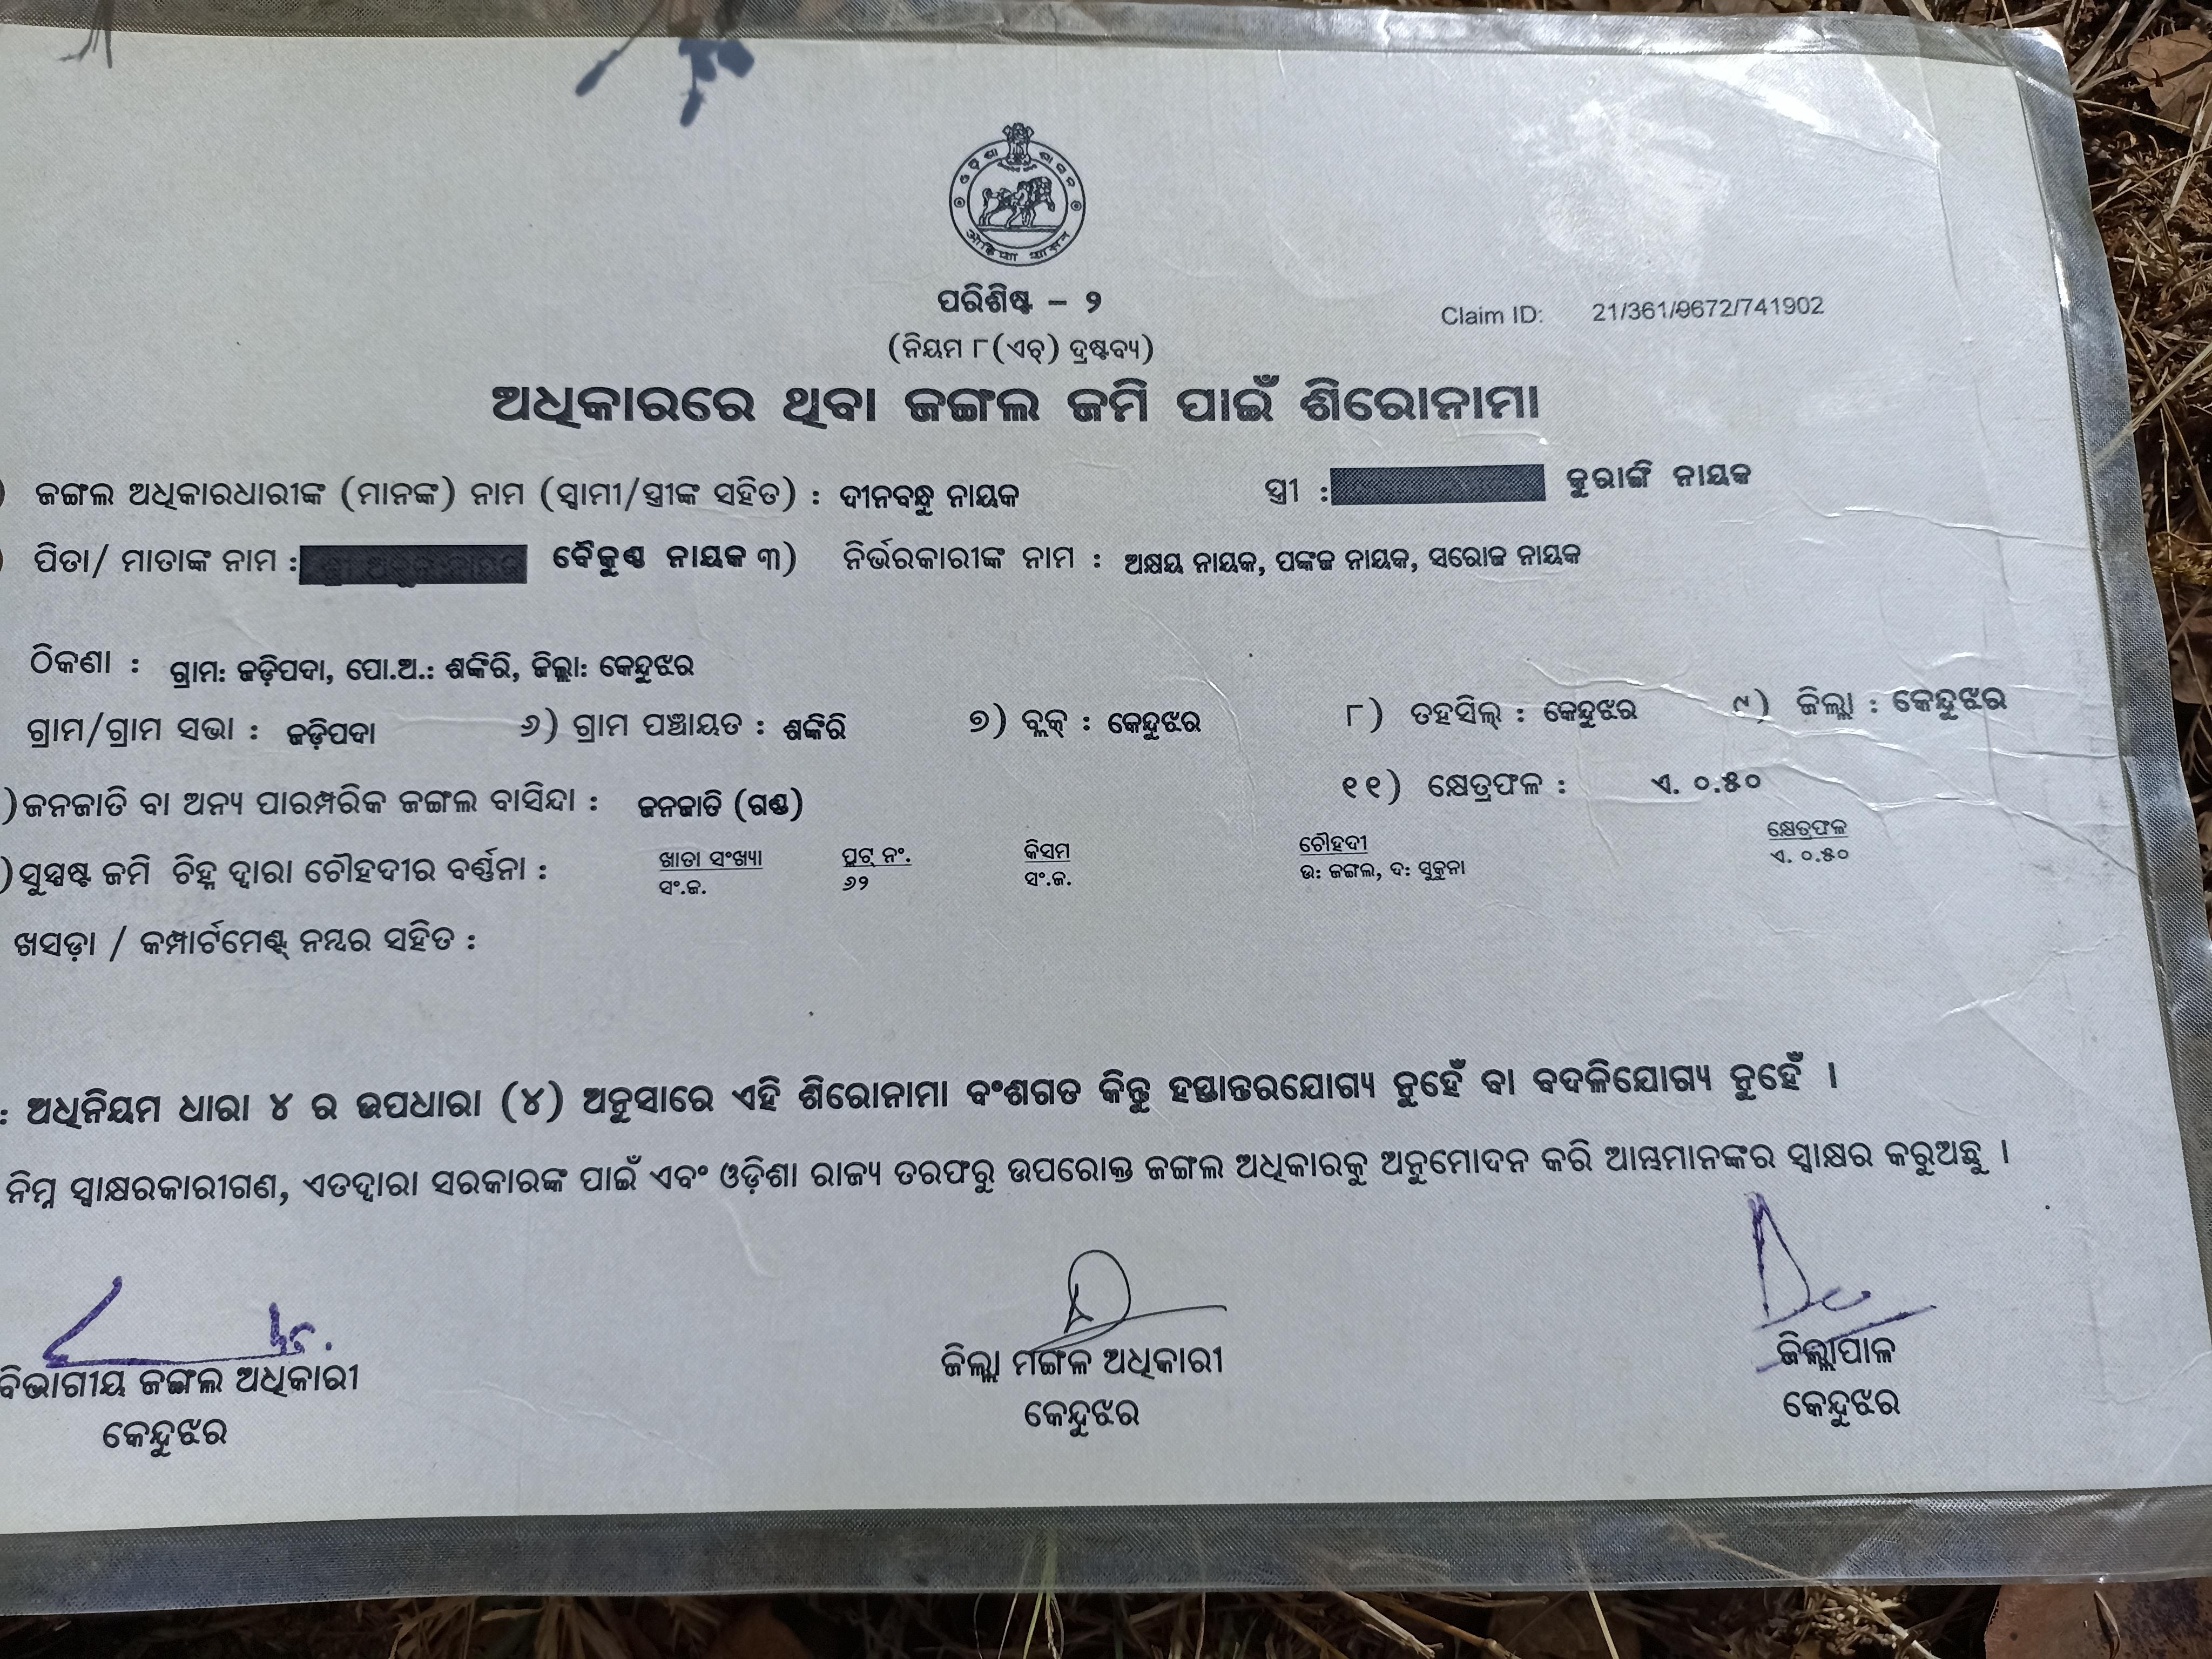 ଓଡ଼ିଶା ଶାସନ
ପରିଶିଷ୍ଟ – ୨
Claim ID: 21/361/9672/741902
(ନିୟମ ୮(ଏଚ୍) ଦ୍ରଷ୍ଟବ୍ୟ)
ଅଧିକାରରେ ଥିବା ଜଙ୍ଗଲ ଜମି ପାଇଁ ଶିରୋନାମା
) ଜଙ୍ଗଲ ଅଧିକାରଧାରୀଙ୍କ (ମାନଙ୍କ) ନାମ (ସ୍ୱାମୀ/ସ୍ତ୍ରୀଙ୍କ ସହିତ) : ଦୀନବନ୍ଧୁ ନାୟକ ସ୍ତ୍ରୀ : କୁରାଙ୍ଗି ନାୟକ
) ପିତା/ ମାତାଙ୍କ ନାମ : ବୈକୁଣ୍ଠ ନାୟକ ୩) ନିର୍ଭରକାରୀଙ୍କ ନାମ : ଅକ୍ଷୟ ନାୟକ, ପଙ୍କଜ ନାୟକ, ସରୋଜ ନାୟକ
ଠିକଣା : ଗ୍ରାମ: ଜଡ଼ିପଦା, ପୋ.ଅ.: ଶଙ୍କିରି, ଜିଲ୍ଲା: କେନ୍ଦୁଝର
ଗ୍ରାମ/ଗ୍ରାମ ସଭା : ଜଡ଼ିପଦା ୬) ଗ୍ରାମ ପଞ୍ଚାୟତ : ଶଙ୍କିରି ୭) ବ୍ଲକ୍ : କେନ୍ଦୁଝର ୮) ତହସିଲ୍ : କେନ୍ଦୁଝର ୯) ଜିଲ୍ଲା : କେନ୍ଦୁଝର
)ଜନଜାତି ବା ଅନ୍ୟ ପାରମ୍ପରିକ ଜଙ୍ଗଲ ବାସିନ୍ଦା : ଜନଜାତି (ଗଣ୍ଡ) ୧୧) କ୍ଷେତ୍ରଫଳ : ଏ. ୦.୫୦
)ସୁସ୍ପଷ୍ଟ ଜମି ଚିହ୍ନ ଦ୍ୱାରା ଚୌହଦୀର ବର୍ଣ୍ଣନା : ଖାତା ସଂଖ୍ୟା ପ୍ଲଟ୍ ନଂ. କିସମ ଚୌହଦୀ କ୍ଷେତ୍ରଫଳ
ସଂ.ଜ. ୬୨ ସଂ.ଜ. ଉ: ଜଙ୍ଗଲ, ଦ: ସୁକୁନା ଏ. ୦.୫୦
ଖସଡ଼ା / କମ୍ପାର୍ଟମେଣ୍ଟ ନମ୍ବର ସହିତ :
: ଅଧିନିୟମ ଧାରା ୪ ର ଉପଧାରା (୪) ଅନୁସାରେ ଏହି ଶିରୋନାମା ବଂଶଗତ କିନ୍ତୁ ହସ୍ତାନ୍ତରଯୋଗ୍ୟ ନୁହେଁ ବା ବଦଳିଯୋଗ୍ୟ ନୁହେଁ ।
ନିମ୍ନ ସ୍ୱାକ୍ଷରକାରୀଗଣ, ଏତଦ୍ୱାରା ସରକାରଙ୍କ ପାଇଁ ଏବଂ ଓଡ଼ିଶା ରାଜ୍ୟ ତରଫରୁ ଉପରୋକ୍ତ ଜଙ୍ଗଲ ଅଧିକାରକୁ ଅନୁମୋଦନ କରି ଆମ୍ଭମାନଙ୍କର ସ୍ୱାକ୍ଷର କରୁଅଛୁ ।
ବିଭାଗୀୟ ଜଙ୍ଗଲ ଅଧିକାରୀ ଜିଲ୍ଲା ମଙ୍ଗଳ ଅଧିକାରୀ ଜିଲ୍ଲାପାଳ
କେନ୍ଦୁଝର କେନ୍ଦୁଝର କେନ୍ଦୁଝର